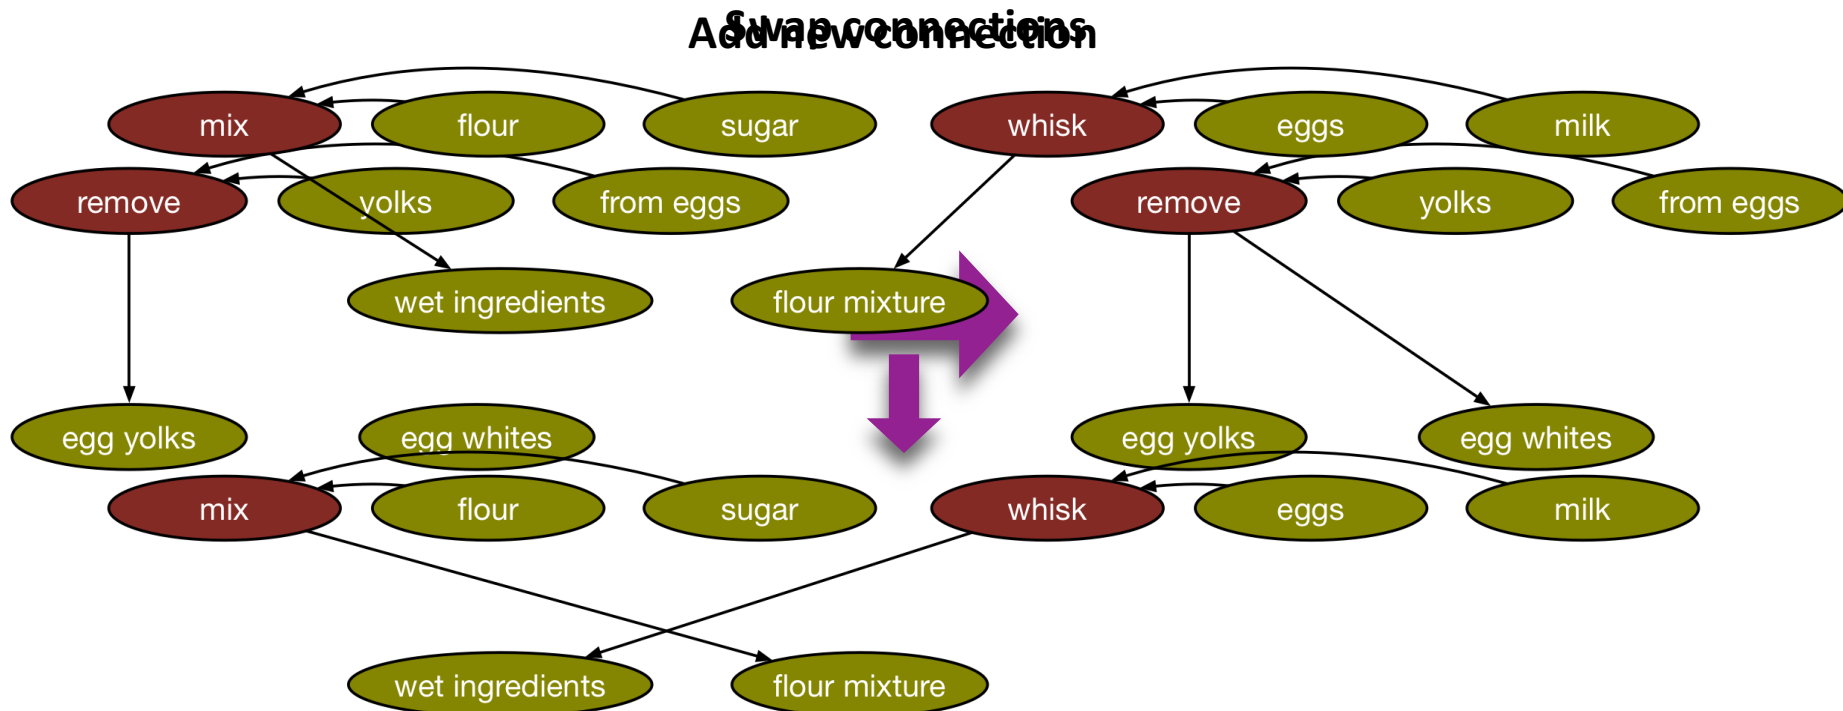 Swap connections
Add new connection
mix flour sugar whisk eggs milk
remove yolks from eggs remove yolks from eggs
wet ingredients flour mixture
egg yolks egg whites egg yolks egg whites
mix flour sugar whisk eggs milk
wet ingredients flour mixture